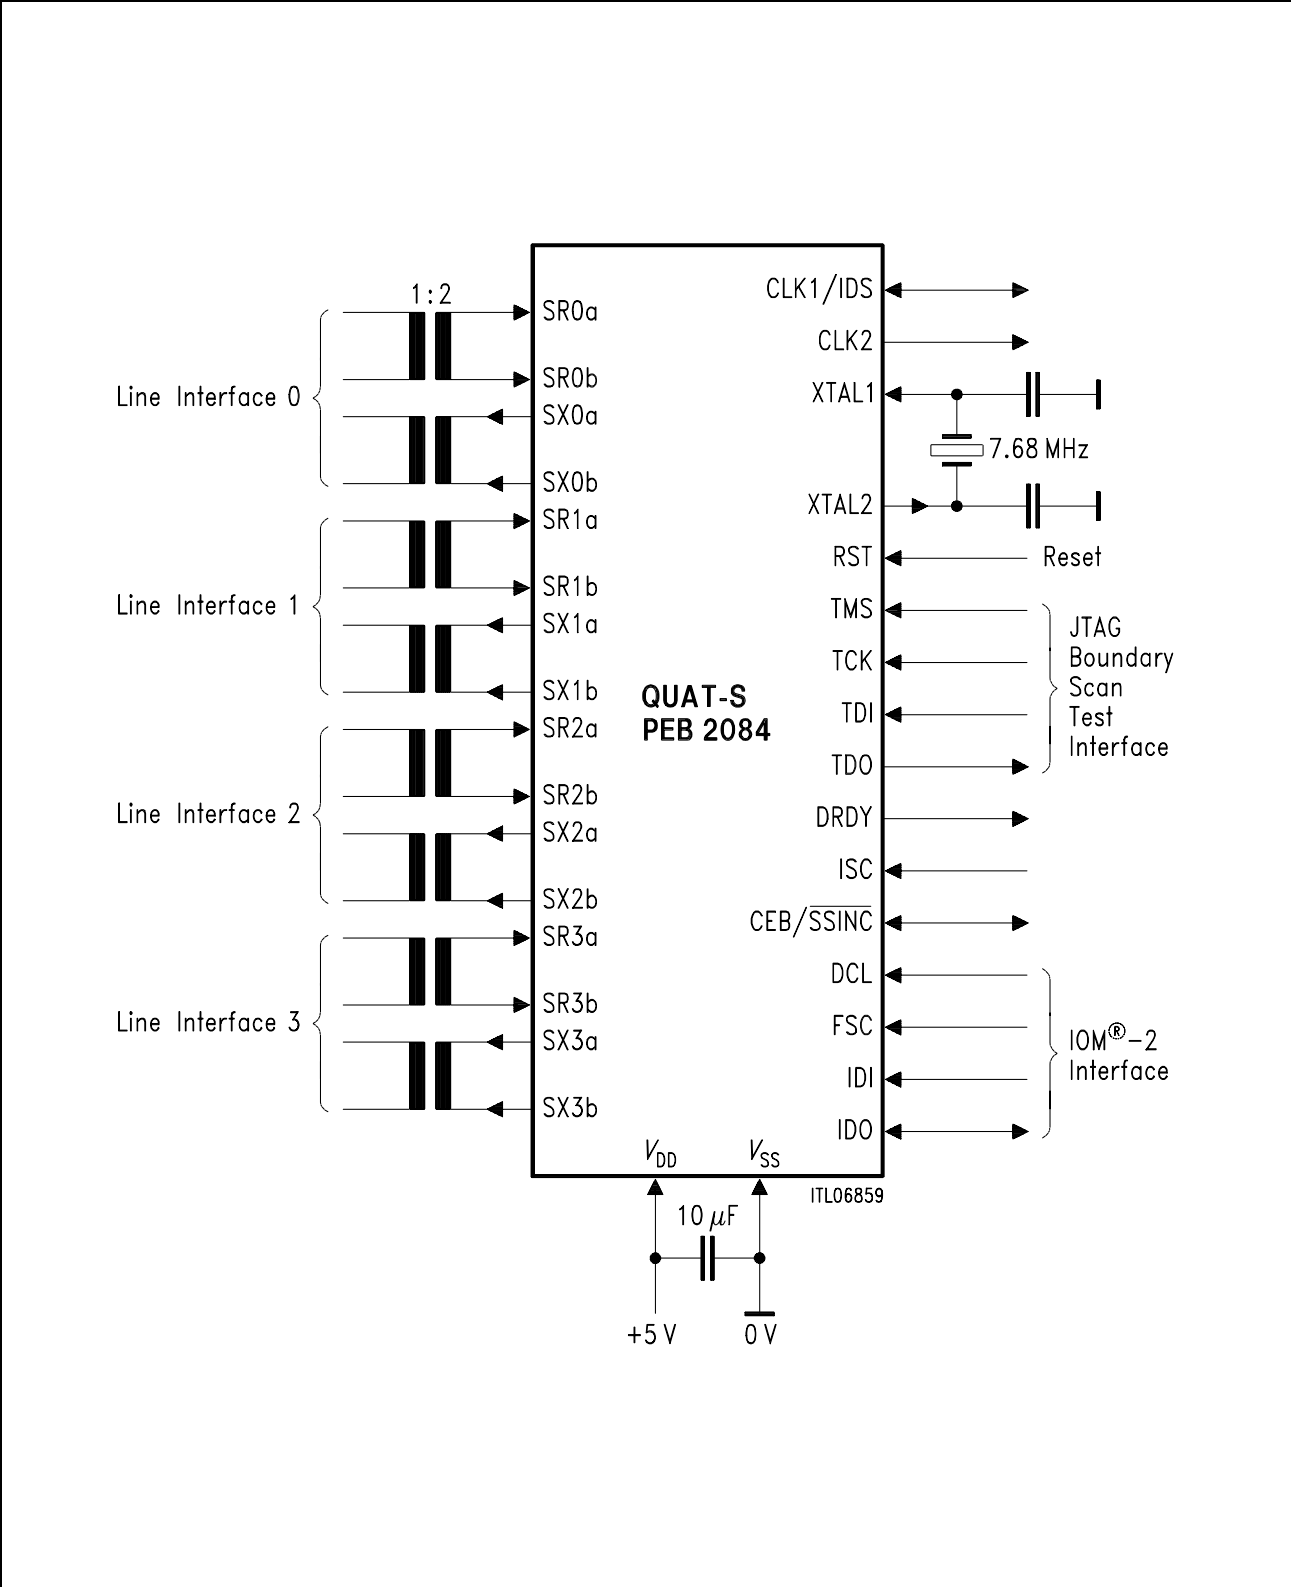 1:2
Line Interface 0
Line Interface 1
Line Interface 2
Line Interface 3
SR0a
SR0b
SX0a
SX0b
SR1a
SR1b
SX1a
SX1b
SR2a
SR2b
SX2a
SX2b
SR3a
SR3b
SX3a
SX3b
QUAT-S
PEB 2084
CLK1/IDS
CLK2
XTAL1
7.68 MHz
XTAL2
RST
Reset
TMS
TCK
TDI
TDO
JTAG
Boundary
Scan
Test
Interface
DRDY
ISC
CEB/S̅S̅I̅N̅C̅
DCL
FSC
IDI
IDO
IOM®-2
Interface
VDD
VSS
ITL06859
10 µF
+5 V
0 V